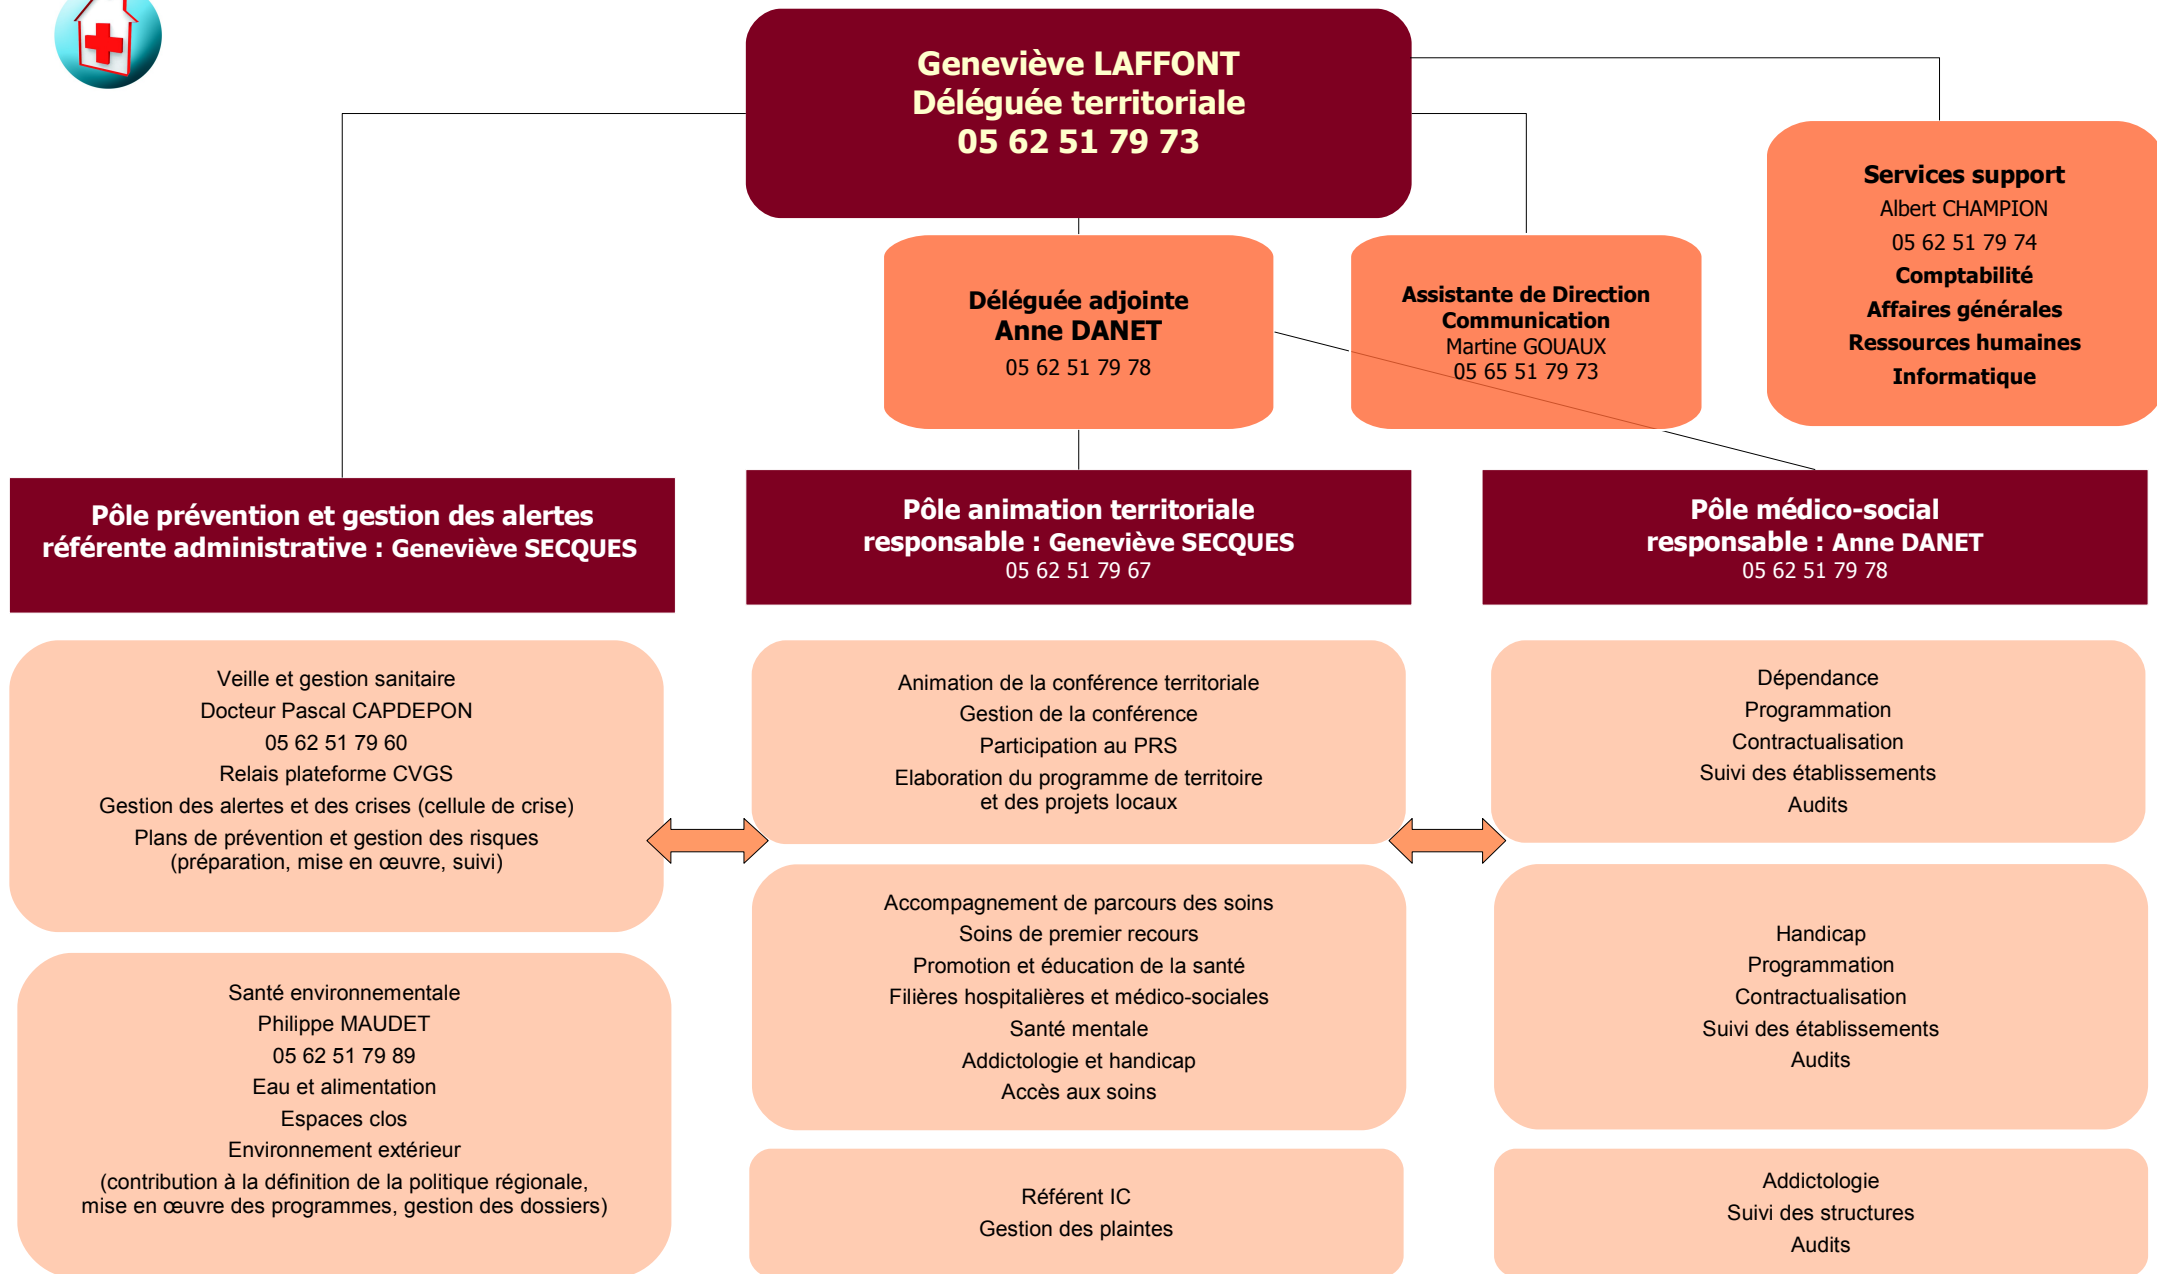 Geneviève LAFFONT
Déléguée territoriale
05 62 51 79 73
Services support
Albert CHAMPION
05 62 51 79 74
Comptabilité
Affaires générales
Ressources humaines
Informatique
Déléguée adjointe
Anne DANET
05 62 51 79 78
Assistante de Direction
Communication
Martine GOUAUX
05 65 51 79 73
Pôle prévention et gestion des alertes
référente administrative : Geneviève SECQUES
Pôle animation territoriale
responsable : Geneviève SECQUES
05 62 51 79 67
Pôle médico-social
responsable : Anne DANET
05 62 51 79 78
Veille et gestion sanitaire
Docteur Pascal CAPDEPON
05 62 51 79 60
Relais plateforme CVGS
Gestion des alertes et des crises (cellule de crise)
Plans de prévention et gestion des risques
(préparation, mise en œuvre, suivi)
Santé environnementale
Philippe MAUDET
05 62 51 79 89
Eau et alimentation
Espaces clos
Environnement extérieur
(contribution à la définition de la politique régionale,
mise en œuvre des programmes, gestion des dossiers)
Animation de la conférence territoriale
Gestion de la conférence
Participation au PRS
Elaboration du programme de territoire
et des projets locaux
Accompagnement de parcours des soins
Soins de premier recours
Promotion et éducation de la santé
Filières hospitalières et médico-sociales
Santé mentale
Addictologie et handicap
Accès aux soins
Référent IC
Gestion des plaintes
Dépendance
Programmation
Contractualisation
Suivi des établissements
Audits
Handicap
Programmation
Contractualisation
Suivi des établissements
Audits
Addictologie
Suivi des structures
Audits